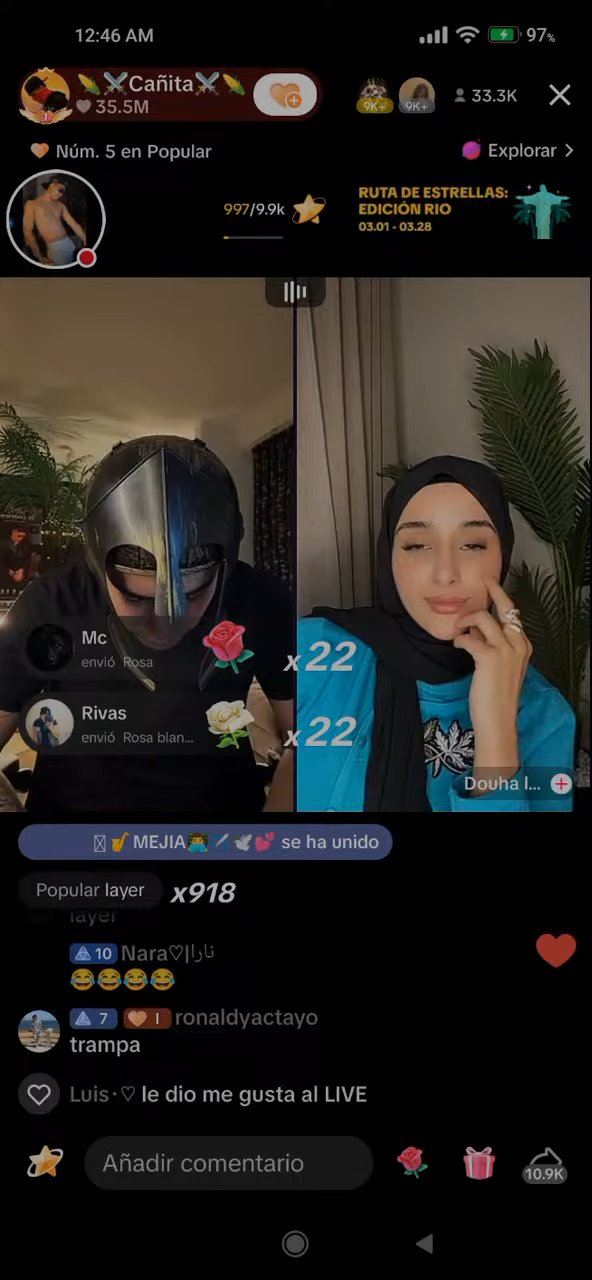 12:46 AM
97%
🌽⚔️Cañita⚔️🌽
35.5M
9K+
9K+
33.3K
Núm. 5 en Popular
Explorar
997/9.9k
RUTA DE ESTRELLAS:
EDICIÓN RIO
03.01 - 03.28
Mc
envió Rosa
x22
Rivas
envió Rosa blan...
x22
Douha l...
🎷MEJIA👨‍💻✈️🕊️💕 se ha unido
Popular layer x918
layer
10 Nara♡|نارا
😂😂😂😂
7 I ronaldyactayo
trampa
Luis·♡ le dio me gusta al LIVE
Añadir comentario
10.9K